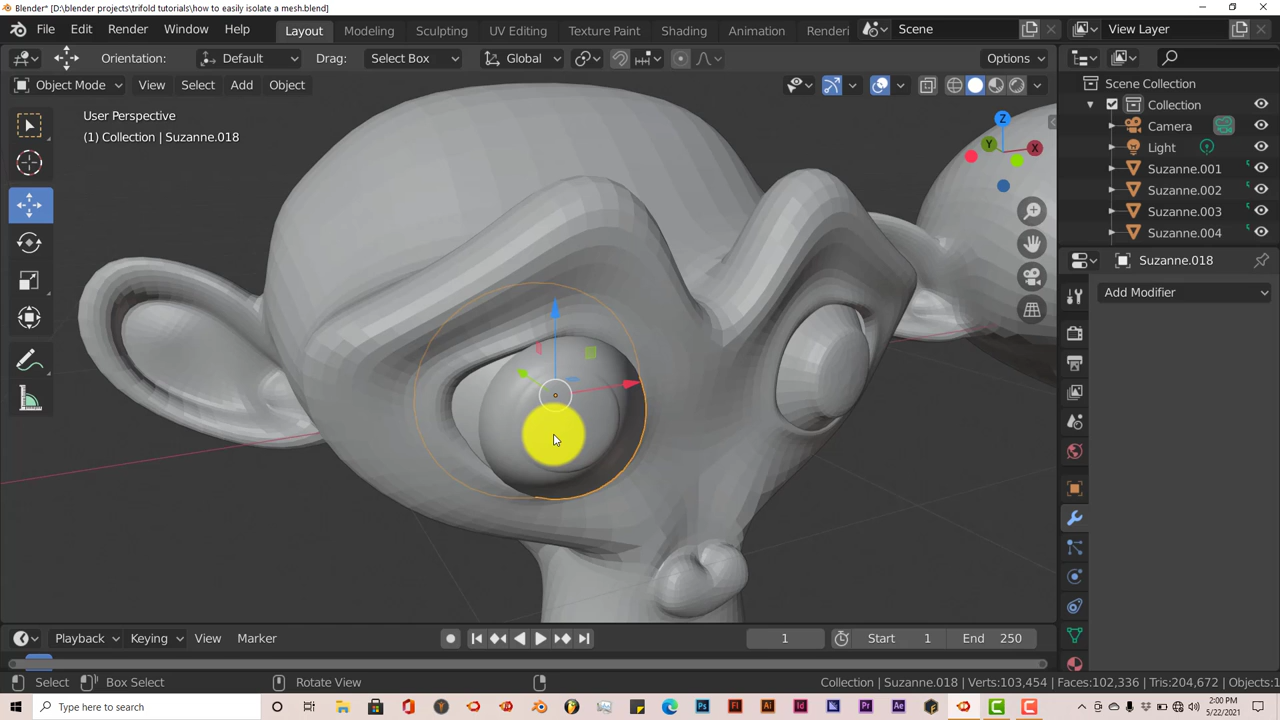 Blender* [D:\blender projects\trifold tutorials\how to easily isolate a mesh.blend]
File Edit Render Window Help Layout Modeling Sculpting UV Editing Texture Paint Shading Animation Renderi Scene View Layer
Orientation: Default Drag: Select Box Global Options
Object Mode View Select Add Object
Scene Collection
Collection
Camera
Light
Suzanne.001
Suzanne.002
Suzanne.003
Suzanne.004
User Perspective
(1) Collection | Suzanne.018
Z
Y
X
Suzanne.018
Add Modifier
Playback Keying View Marker 1 Start 1 End 250
Select Box Select Rotate View Collection | Suzanne.018 | Verts:103,454 | Faces:102,336 | Tris:204,672 | Objects:1
Type here to search
2:00 PM
5/22/2021